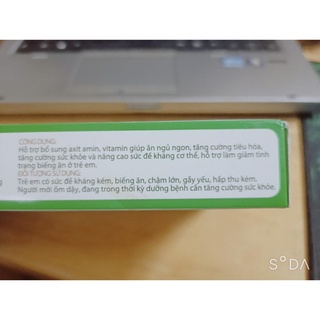 CÔNG DỤNG:
Hỗ trợ bổ sung axit amin, vitamin giúp ăn ngủ ngon, tăng cường tiêu hóa,
tăng cường sức khỏe và nâng cao sức đề kháng cơ thể, hỗ trợ làm giảm tình
trạng biếng ăn ở trẻ em.
ĐỐI TƯỢNG SỬ DỤNG:
Trẻ em có sức đề kháng kém, biếng ăn, chậm lớn, gầy yếu, hấp thu kém.
Người mới ốm dậy, đang trong thời kỳ dưỡng bệnh cần tăng cường sức khỏe.
SODA